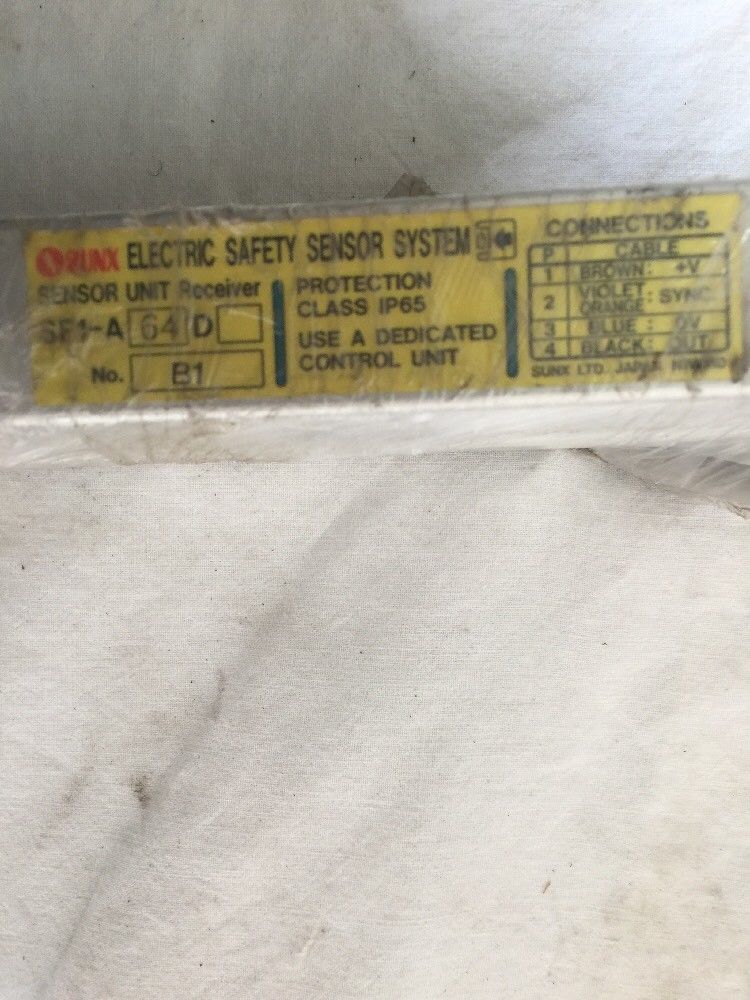 SUNX ELECTRIC SAFETY SENSOR SYSTEM
SENSOR UNIT Receiver
SF1-A 64 D
No. B1
PROTECTION
CLASS IP65
USE A DEDICATED
CONTROL UNIT
CONNECTIONS
P CABLE
1 BROWN: +V
2 VIOLET
ORANGE: SYNC.
3 BLUE: 0V
4 BLACK: OUT
SUNX LTD. JAPAN